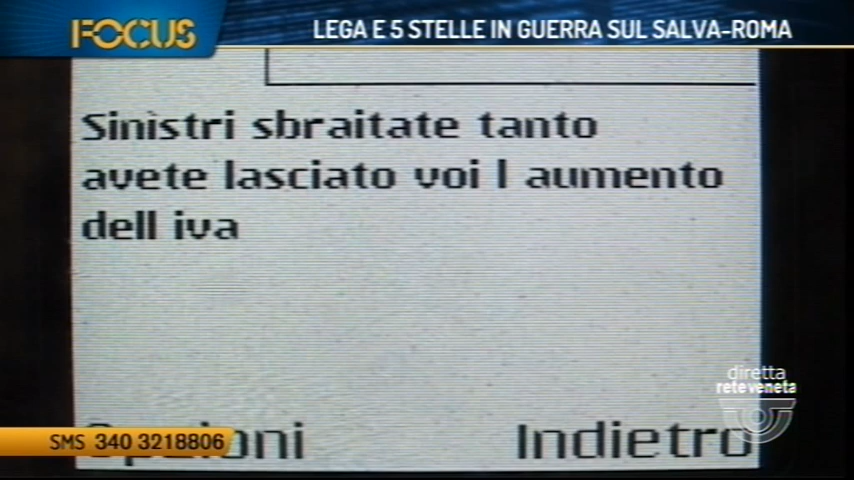 FOCUS
LEGA E 5 STELLE IN GUERRA SUL SALVA-ROMA
Sinistri sbraitate tanto
avete lasciato voi l aumento
dell iva
diretta
reteveneta
SMS 340 3218806
Opzioni
Indietro